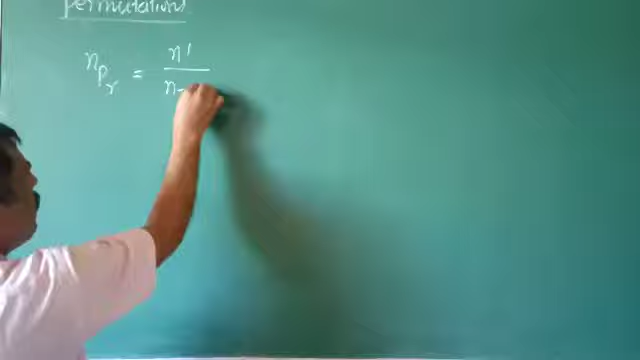 permutations
nPr = n!
n-